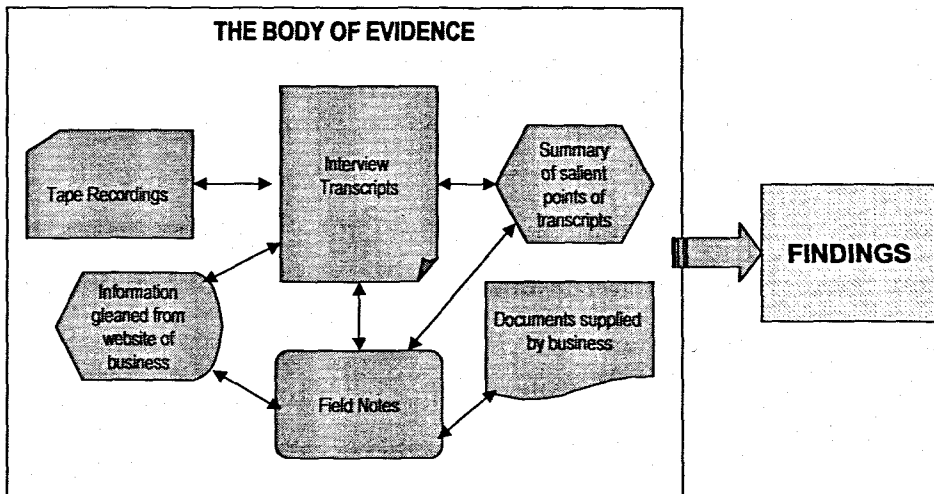 THE BODY OF EVIDENCE
Tape Recordings
Interview
Transcripts
Summary
of salient
points of
transcripts
Information
gleaned from
website of
business
Field Notes
Documents supplied
by business
FINDINGS